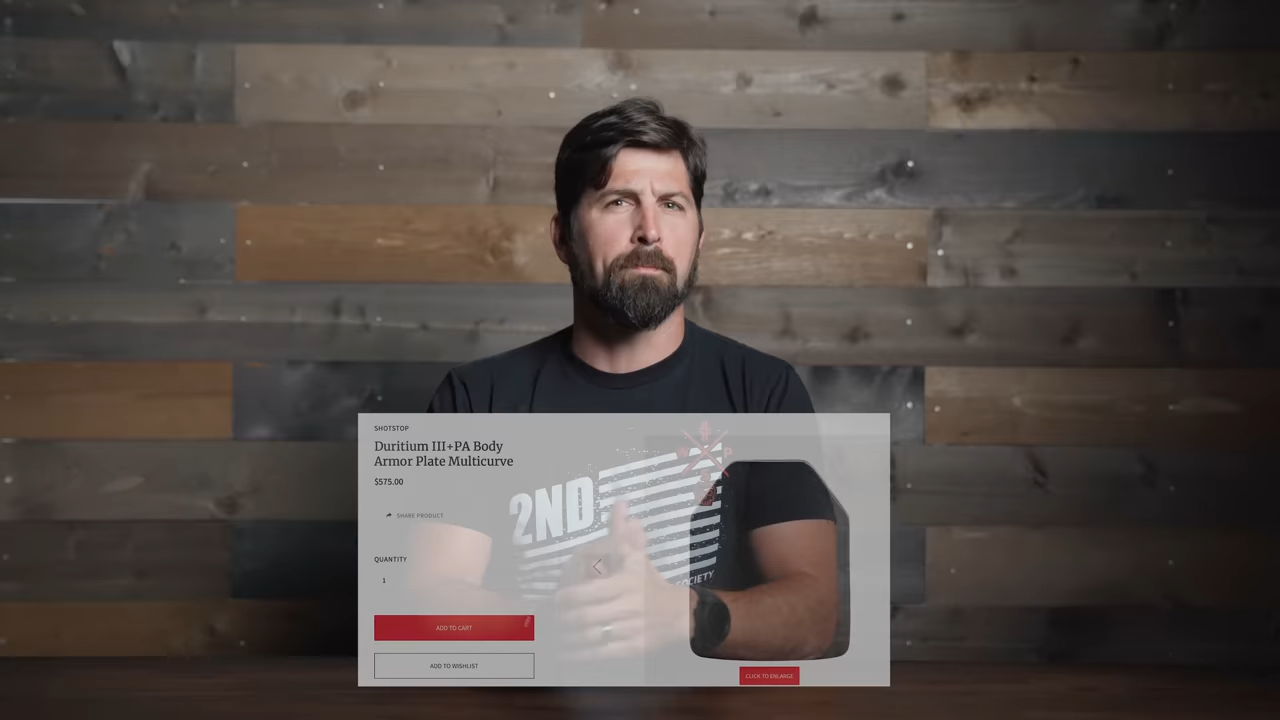 SHOTSTOP
Duritium III+PA Body
Armor Plate Multicurve
$575.00
SHARE PRODUCT
QUANTITY
1
ADD TO CART
ADD TO WISHLIST
2ND
SOCIETY
W P
CLICK TO ENLARGE